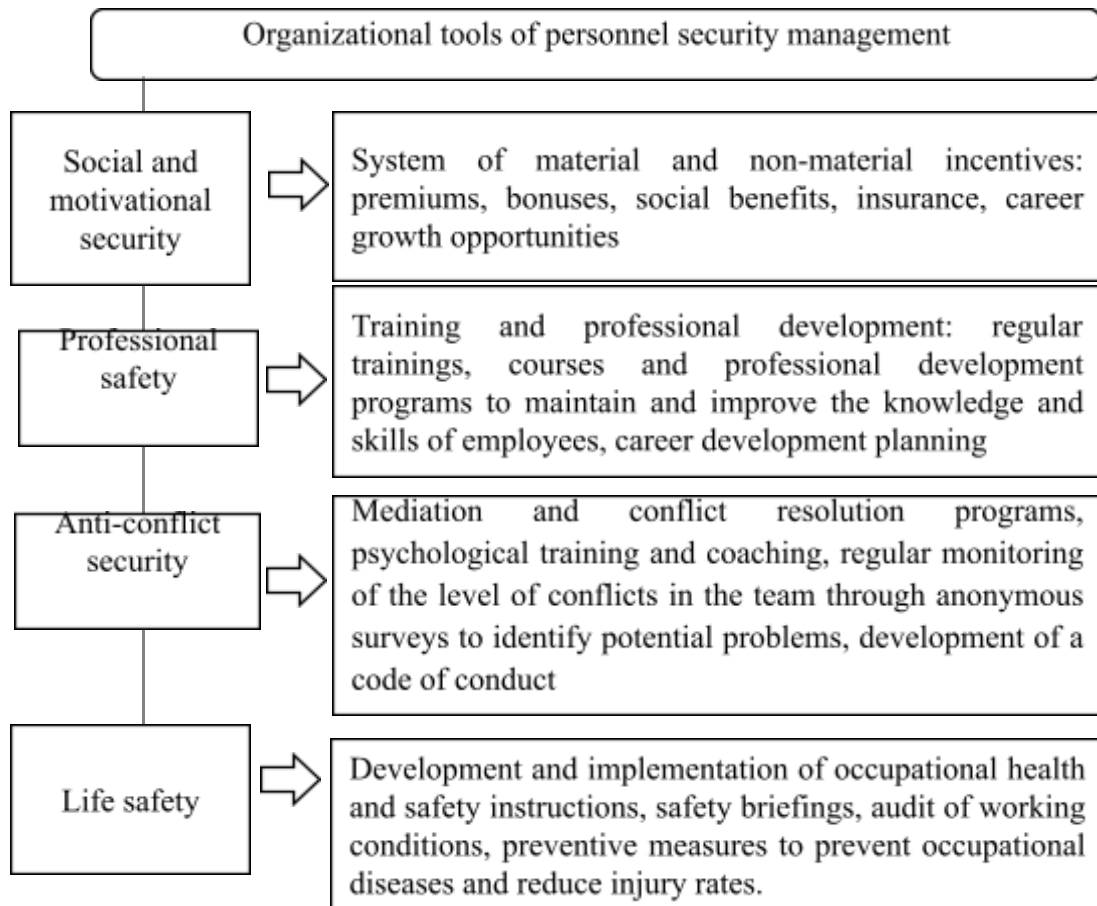 Organizational tools of personnel security management
Social and
motivational
security
System of material and non-material incentives:
premiums, bonuses, social benefits, insurance, career
growth opportunities
Professional
safety
Training and professional development: regular
trainings, courses and professional development
programs to maintain and improve the knowledge and
skills of employees, career development planning
Anti-conflict
security
Mediation and conflict resolution programs,
psychological training and coaching, regular monitoring
of the level of conflicts in the team through anonymous
surveys to identify potential problems, development of a
code of conduct
Life safety
Development and implementation of occupational health
and safety instructions, safety briefings, audit of working
conditions, preventive measures to prevent occupational
diseases and reduce injury rates.